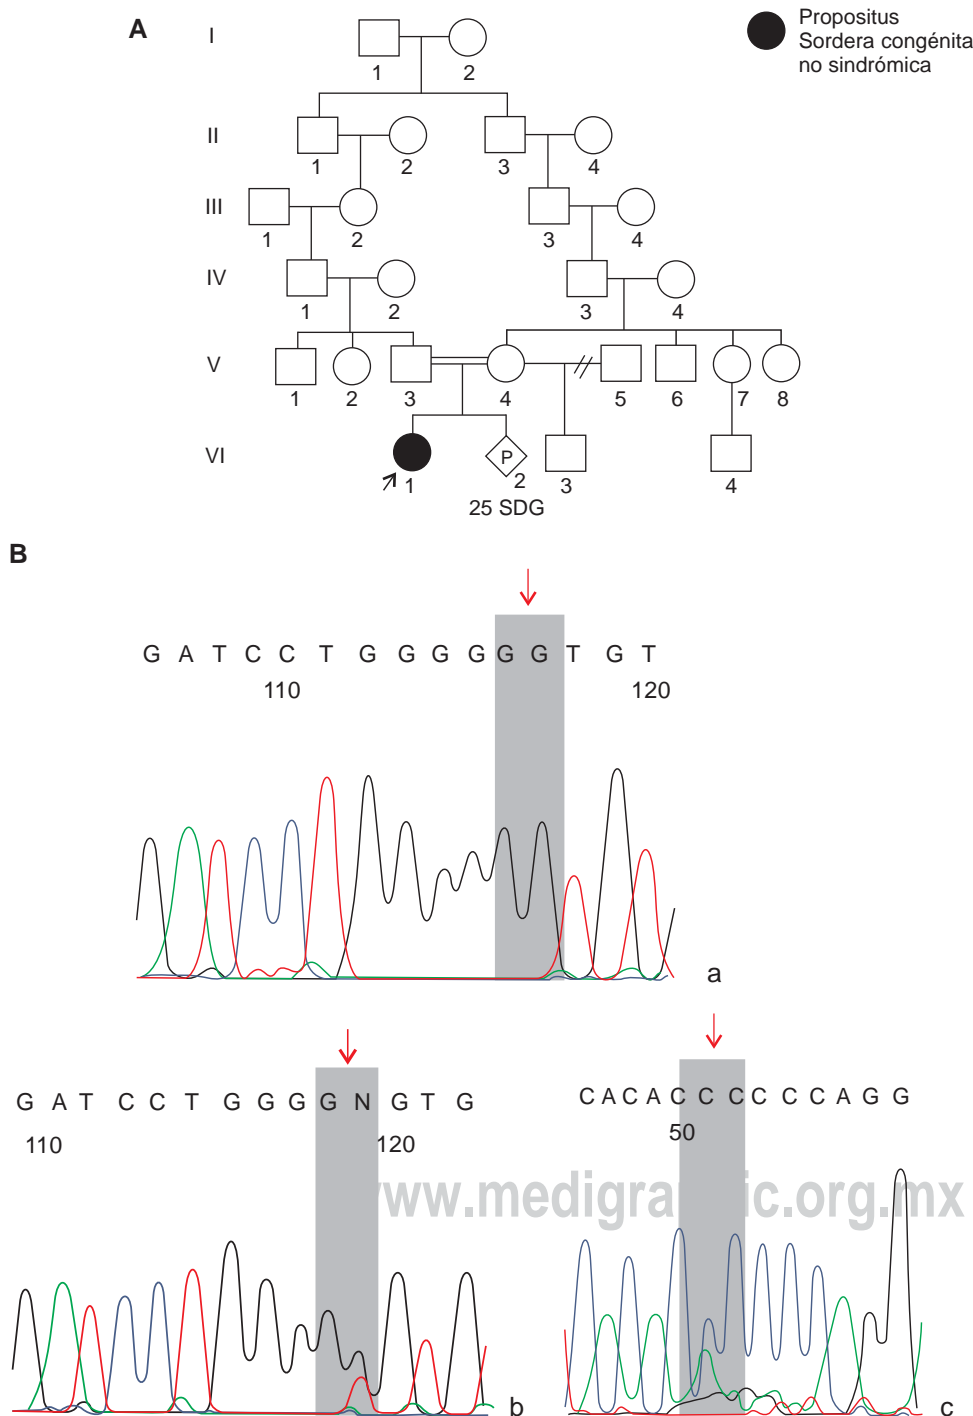 A
I
Propositus
Sordera congénita
no sindrómica
1 2
II
1 2 3 4
III
1 2 3 4
IV
1 2 3 4
V
1 2 3 4 5 6 7 8
VI
P
1 2 3 4
25 SDG
B
G A T C C T G G G G G G T G T
110 120
a
G A T C C T G G G G N G T G
110 120
b
C A C A C C C C C C A G G
50
c
www.medigraphic.org.mx